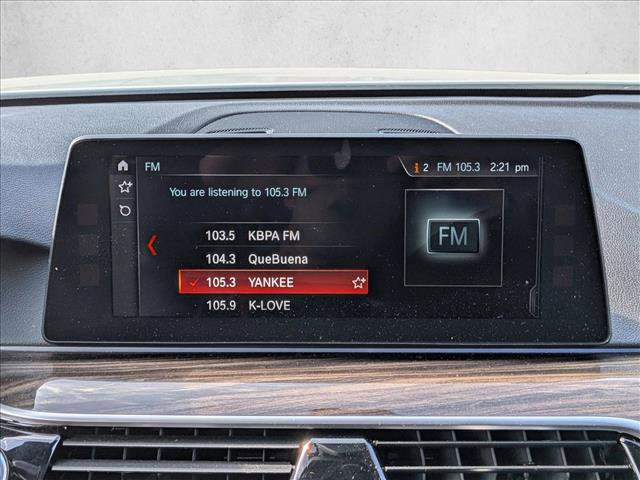 FM
2 FM 105.3 2:21 pm
You are listening to 105.3 FM
103.5 KBPA FM
104.3 QueBuena
105.3 YANKEE
105.9 K-LOVE
FM